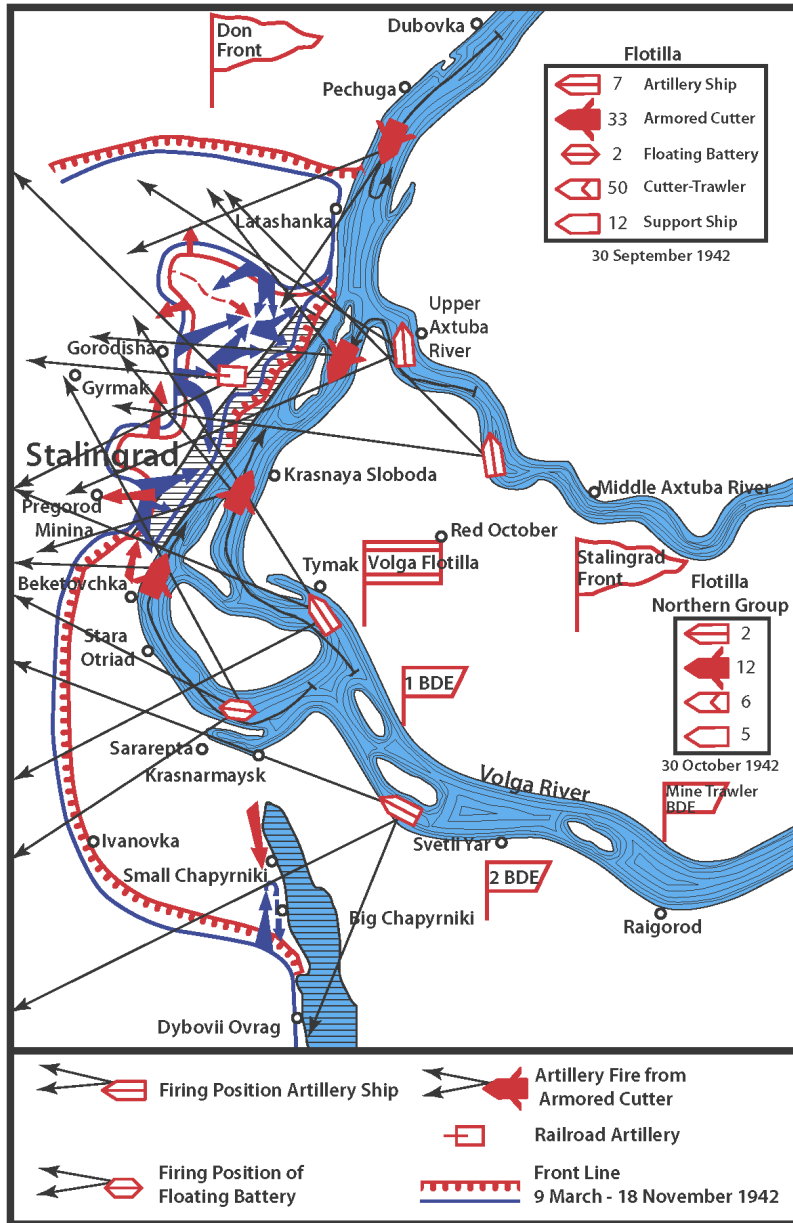 Dubovka
Don
Front
Pechuga
Flotilla
7 Artillery Ship
33 Armored Cutter
2 Floating Battery
50 Cutter-Trawler
12 Support Ship
30 September 1942
Latashanka
Upper
Axtuba
River
Gorodisha
Gyrmak
Stalingrad
Krasnaya Sloboda
Pregorod
Minina
Middle Axtuba River
Red October
Volga Flotilla
Tymak
Stalingrad
Front
Beketovchka
Flotilla
Northern Group
2
12
6
5
30 October 1942
Stara
Otriad
1 BDE
Sararepta
Krasnarmaysk
Volga River
Mine Trawler
BDE
Ivanovka
Svetli Yar
Small Chapyrniki
2 BDE
Big Chapyrniki
Raigorod
Dybovii Ovrag
Firing Position Artillery Ship
Artillery Fire from
Armored Cutter
Railroad Artillery
Firing Position of
Floating Battery
Front Line
9 March - 18 November 1942